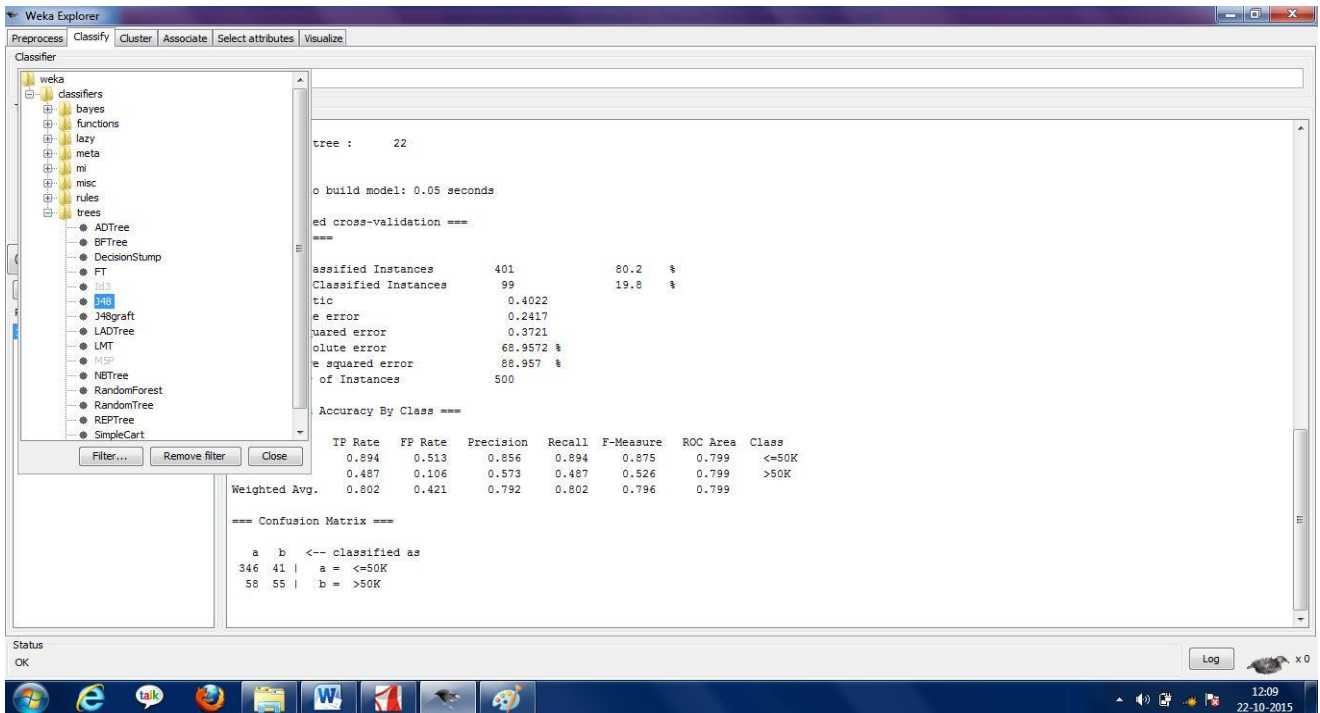 Weka Explorer
Preprocess Classify Cluster Associate Select attributes Visualize
Classifier
weka
classifiers
bayes
functions
lazy
meta
mi
misc
rules
trees
ADTree
BFTree
DecisionStump
FT
Id3
J48
J48graft
LADTree
LMT
M5P
NBTree
RandomForest
RandomTree
REPTree
SimpleCart
Filter... Remove filter Close
tree : 22
o build model: 0.05 seconds
ed cross-validation ===
===
assified Instances 401 80.2 %
Classified Instances 99 19.8 %
tic 0.4022
e error 0.2417
uared error 0.3721
olute error 68.9572 %
e squared error 88.957 %
of Instances 500
Accuracy By Class ===
TP Rate FP Rate Precision Recall F-Measure ROC Area Class
0.894 0.513 0.856 0.894 0.875 0.799 <=50K
0.487 0.106 0.573 0.487 0.526 0.799 >50K
Weighted Avg. 0.802 0.421 0.792 0.802 0.796 0.799
=== Confusion Matrix ===
a b <-- classified as
346 41 | a = <=50K
58 55 | b = >50K
Status
OK
Log x 0
talk
12:09
22-10-2015